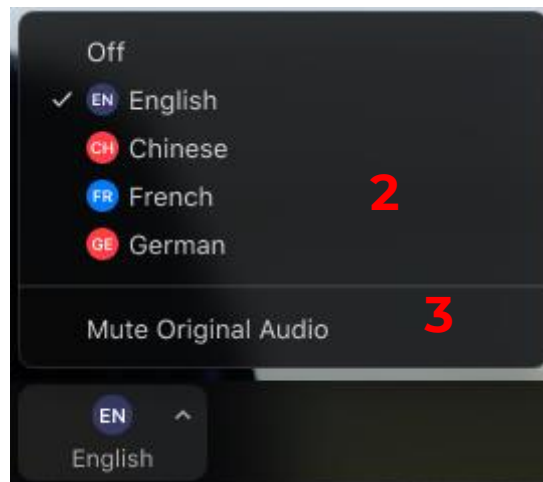 Off
EN English
CH Chinese
FR French
2
GE German
Mute Original Audio
3
EN
English